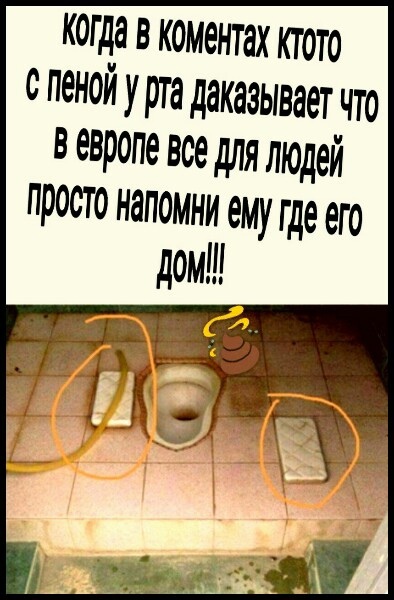 когда в коментах ктото
с пеной у рта даказывает что
в европе все для людей
просто напомни ему где его
дом!!!